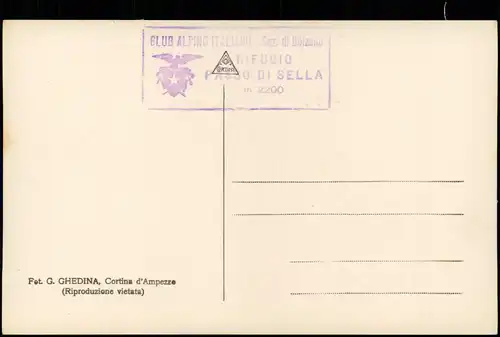 CLUB ALPINO ITALIANO - Sez. di Bolzano
RIFUGIO
PASSO DI SELLA
m 2200
Fot. G. GHEDINA, Cortina d'Ampezzo
(Riproduzione vietata)